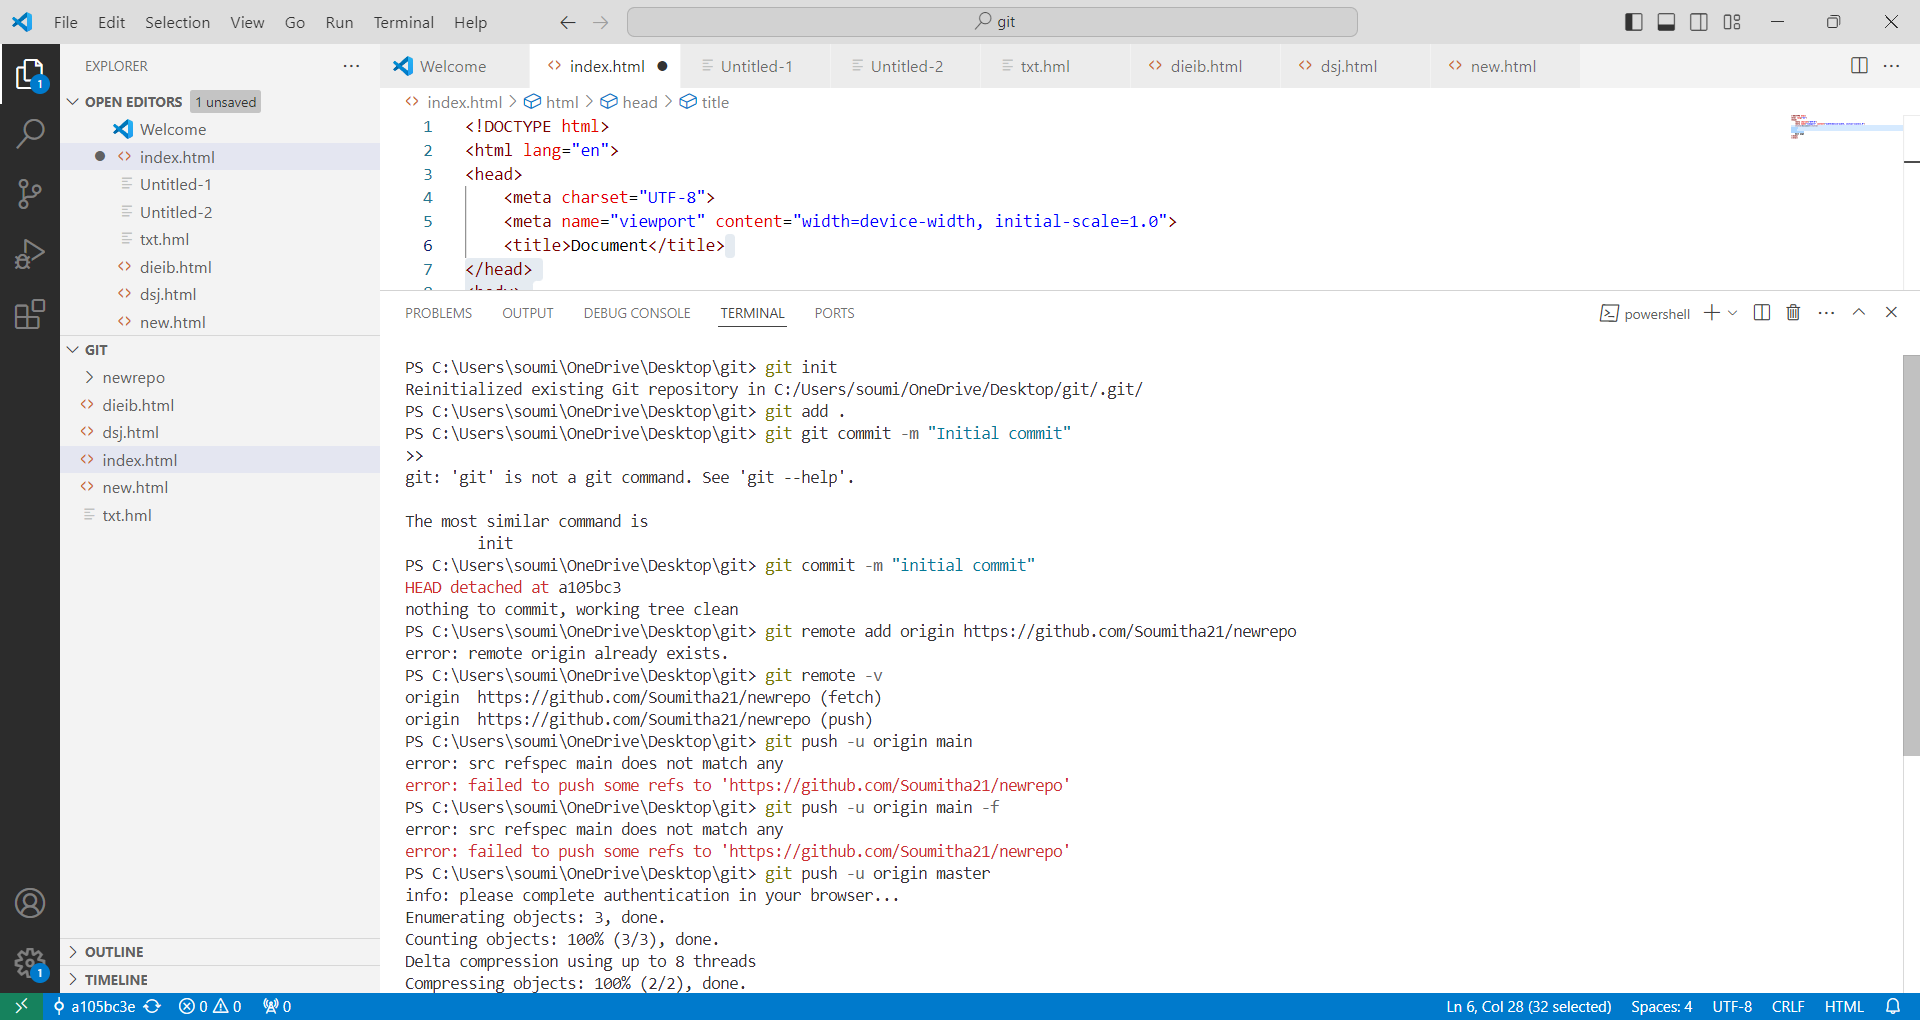 File Edit Selection View Go Run Terminal Help
git
EXPLORER
OPEN EDITORS 1 unsaved
Welcome
index.html
Untitled-1
Untitled-2
txt.hml
dieib.html
dsj.html
new.html
GIT
newrepo
dieib.html
dsj.html
index.html
new.html
txt.hml
OUTLINE
TIMELINE
1
1
Welcome index.html Untitled-1 Untitled-2 txt.hml dieib.html dsj.html new.html
index.html > html > head > title
1 <!DOCTYPE html>
2 <html lang="en">
3 <head>
4 <meta charset="UTF-8">
5 <meta name="viewport" content="width=device-width, initial-scale=1.0">
6 <title>Document</title>
7 </head>
8 <body>
PROBLEMS OUTPUT DEBUG CONSOLE TERMINAL PORTS
powershell
PS C:\Users\soumi\OneDrive\Desktop\git> git init
Reinitialized existing Git repository in C:/Users/soumi/OneDrive/Desktop/git/.git/
PS C:\Users\soumi\OneDrive\Desktop\git> git add .
PS C:\Users\soumi\OneDrive\Desktop\git> git git commit -m "Initial commit"
>>
git: 'git' is not a git command. See 'git --help'.
The most similar command is
init
PS C:\Users\soumi\OneDrive\Desktop\git> git commit -m "initial commit"
HEAD detached at a105bc3
nothing to commit, working tree clean
PS C:\Users\soumi\OneDrive\Desktop\git> git remote add origin https://github.com/Soumitha21/newrepo
error: remote origin already exists.
PS C:\Users\soumi\OneDrive\Desktop\git> git remote -v
origin https://github.com/Soumitha21/newrepo (fetch)
origin https://github.com/Soumitha21/newrepo (push)
PS C:\Users\soumi\OneDrive\Desktop\git> git push -u origin main
error: src refspec main does not match any
error: failed to push some refs to 'https://github.com/Soumitha21/newrepo'
PS C:\Users\soumi\OneDrive\Desktop\git> git push -u origin main -f
error: src refspec main does not match any
error: failed to push some refs to 'https://github.com/Soumitha21/newrepo'
PS C:\Users\soumi\OneDrive\Desktop\git> git push -u origin master
info: please complete authentication in your browser...
Enumerating objects: 3, done.
Counting objects: 100% (3/3), done.
Delta compression using up to 8 threads
Compressing objects: 100% (2/2), done.
a105bc3e 0 0 0 Ln 6, Col 28 (32 selected) Spaces: 4 UTF-8 CRLF HTML